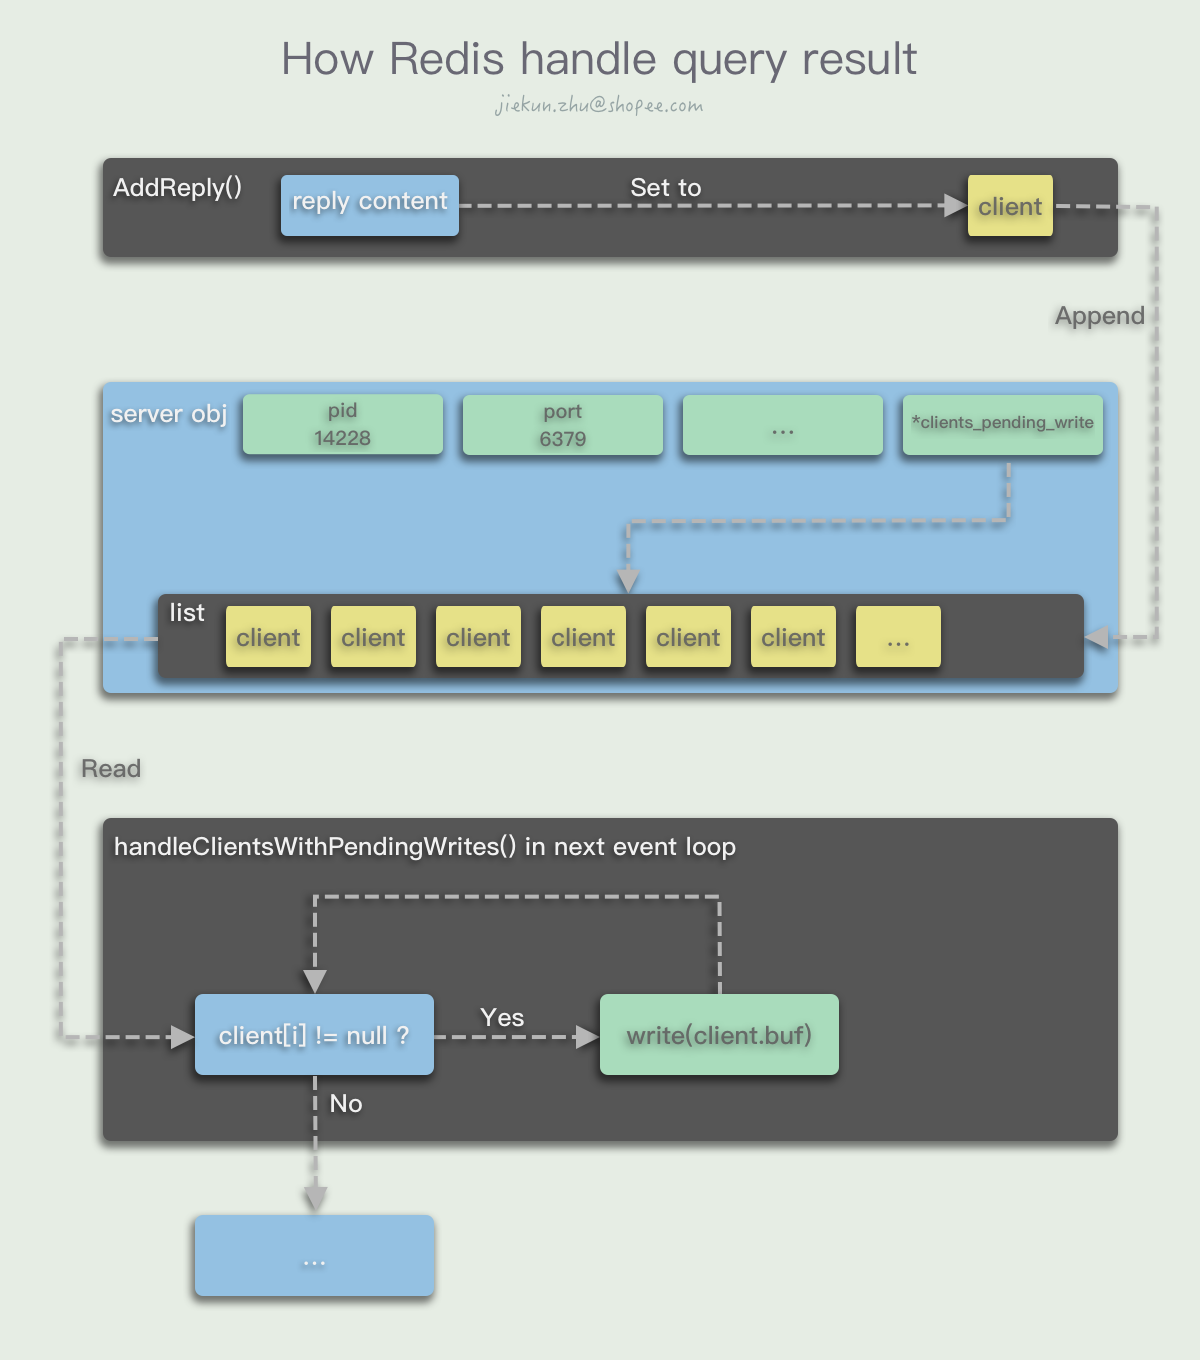 How Redis handle query result
jiekun.zhu@shopee.com
AddReply()
reply content
Set to
client
Append
server obj
pid
14228
port
6379
...
*clients_pending_write
list
client
client
client
client
client
client
...
Read
handleClientsWithPendingWrites() in next event loop
client[i] != null ?
Yes
write(client.buf)
No
...